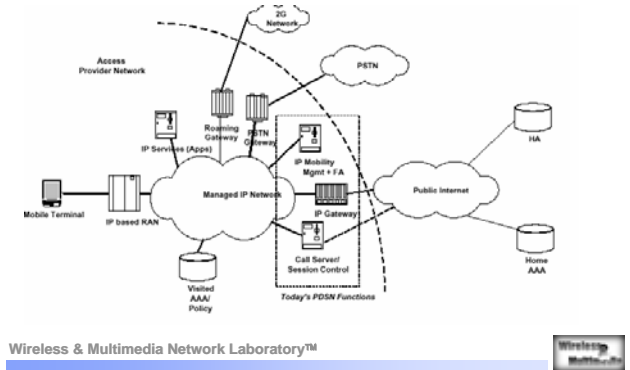 2G
Network
Access
Provider Network
PSTN
Roaming
Gateway
PSTN
Gateway
IP Services (Apps)
HA
IP Mobility
Mgmt + FA
Managed IP Network
Public Internet
Mobile Terminal
IP based RAN
IP Gateway
Call Server/
Session Control
Home
AAA
Visited
AAA/
Policy
Today's PDSN Functions
Wireless & Multimedia Network Laboratory™
Wireless